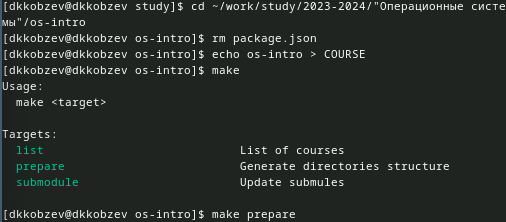 [dkkobzev@dkkobzev study]$ cd ~/work/study/2023-2024/"Операционные систе
мы"/os-intro
[dkkobzev@dkkobzev os-intro]$ rm package.json
[dkkobzev@dkkobzev os-intro]$ echo os-intro > COURSE
[dkkobzev@dkkobzev os-intro]$ make
Usage:
  make <target>

Targets:
  list                          List of courses
  prepare                       Generate directories structure
  submodule                     Update submules

[dkkobzev@dkkobzev os-intro]$ make prepare